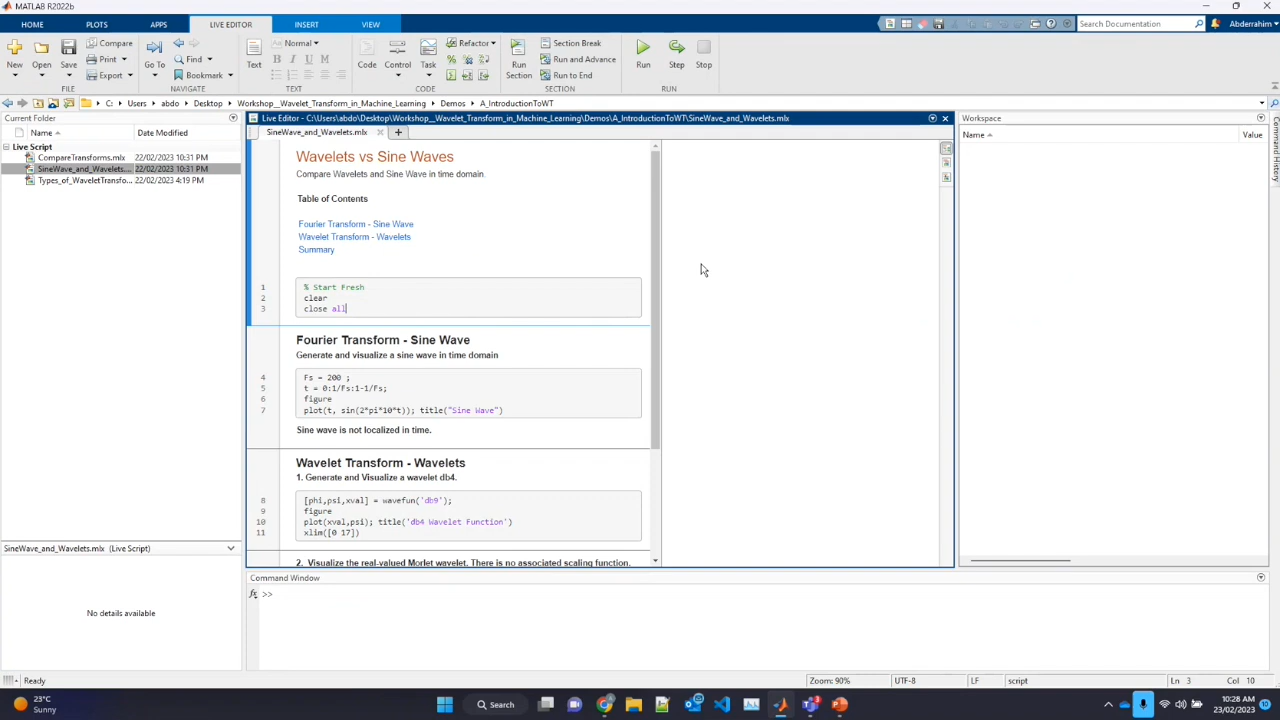 MATLAB R2022b
HOME PLOTS APPS LIVE EDITOR INSERT VIEW Search Documentation Abderrahim
New Open Save Compare Print Export
FILE
Go To Find Bookmark
NAVIGATE
Text Normal B I U M
TEXT
Code Control Task Refactor
CODE
Run Section Section Break Run and Advance Run to End
SECTION
Run Step Stop
RUN
C: Users abdo Desktop Workshop__Wavelet_Transform_in_Machine_Learning Demos A_IntroductionToWT
Current Folder
Name Date Modified
Live Script
CompareTransforms.mlx 22/02/2023 10:31 PM
SineWave_and_Wavelets.... 22/02/2023 10:31 PM
Types_of_WaveletTransfo... 22/02/2023 4:19 PM
SineWave_and_Wavelets.mlx (Live Script)
No details available
Live Editor - C:\Users\abdo\Desktop\Workshop__Wavelet_Transform_in_Machine_Learning\Demos\A_IntroductionToWT\SineWave_and_Wavelets.mlx
SineWave_and_Wavelets.mlx
Wavelets vs Sine Waves
Compare Wavelets and Sine Wave in time domain.
Table of Contents
Fourier Transform - Sine Wave
Wavelet Transform - Wavelets
Summary
1 % Start Fresh
2 clear
3 close all
Fourier Transform - Sine Wave
Generate and visualize a sine wave in time domain
4 Fs = 200 ;
5 t = 0:1/Fs:1-1/Fs;
6 figure
7 plot(t, sin(2*pi*10*t)); title("Sine Wave")
Sine wave is not localized in time.
Wavelet Transform - Wavelets
1. Generate and Visualize a wavelet db4.
8 [phi,psi,xval] = wavefun('db9');
9 figure
10 plot(xval,psi); title('db4 Wavelet Function')
11 xlim([0 17])
2. Visualize the real-valued Morlet wavelet. There is no associated scaling function.
Workspace
Name Value
Command History
Command Window
fx >>
Ready Zoom: 90% UTF-8 LF script Ln 3 Col 10
23°C
Sunny
Search
10:28 AM
23/02/2023